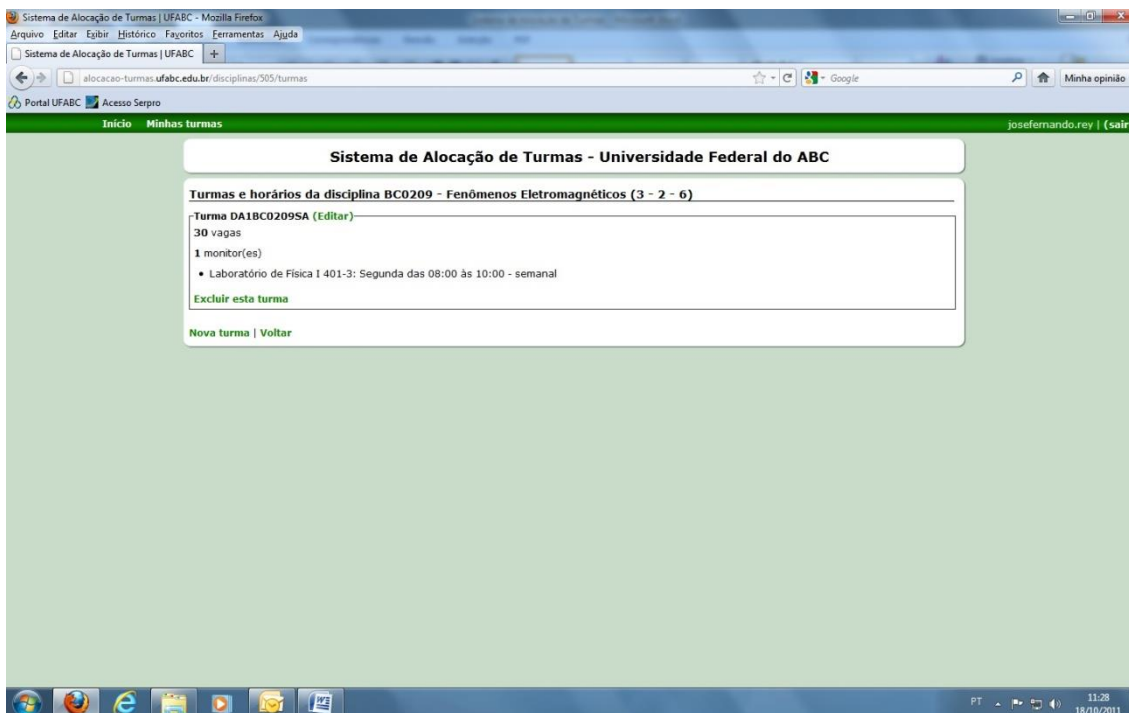 Sistema de Alocação de Turmas | UFABC - Mozilla Firefox
Arquivo Editar Exibir Histórico Favoritos Ferramentas Ajuda
Sistema de Alocação de Turmas | UFABC +
alocacao-turmas.ufabc.edu.br/disciplinas/505/turmas Google Minha opinião
Portal UFABC Acesso Serpro
Início Minhas turmas josefernando.rey | (sair
Sistema de Alocação de Turmas - Universidade Federal do ABC
Turmas e horários da disciplina BC0209 - Fenômenos Eletromagnéticos (3 - 2 - 6)
Turma DA1BC0209SA (Editar)
30 vagas
1 monitor(es)
• Laboratório de Física I 401-3: Segunda das 08:00 às 10:00 - semanal
Excluir esta turma
Nova turma | Voltar
PT 11:28
18/10/2011